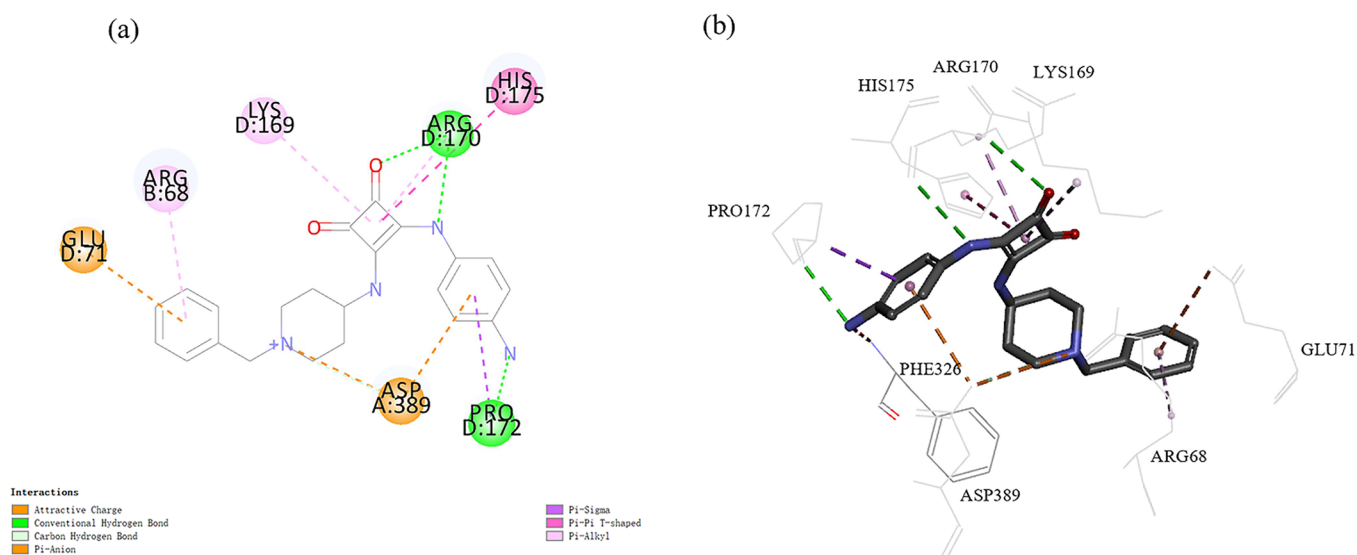 (a)
HIS
D:175
LYS
D:169
ARG
D:170
O
ARG
B:68
O
N
GLU
D:71
N
+N
N
ASP
A:389
PRO
D:172
Interactions
Attractive Charge
Conventional Hydrogen Bond
Carbon Hydrogen Bond
Pi-Anion
Pi-Sigma
Pi-Pi T-shaped
Pi-Alkyl
(b)
ARG170
LYS169
HIS175
PRO172
PHE326
GLU71
ARG68
ASP389